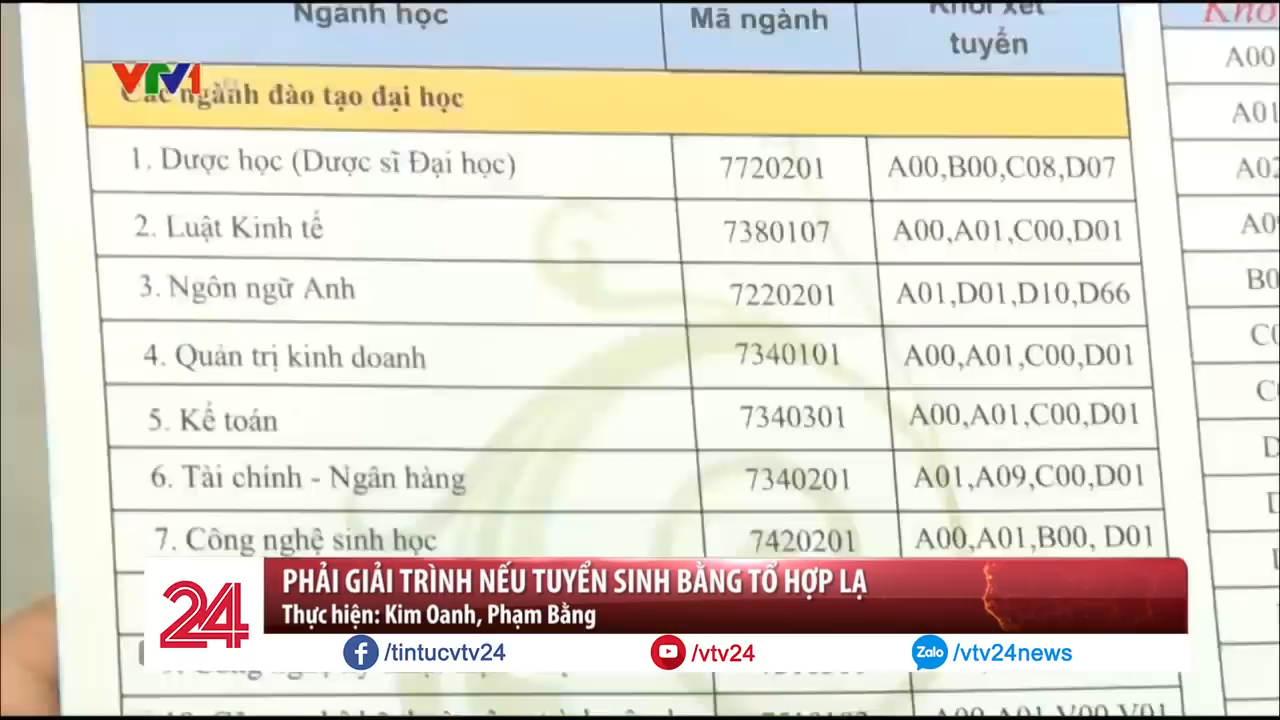 Ngành học Mã ngành Khối xét tuyển
VTV1
Các ngành đào tạo đại học
1. Dược học (Dược sĩ Đại học) 7720201 A00,B00,C08,D07
2. Luật Kinh tế 7380107 A00,A01,C00,D01
3. Ngôn ngữ Anh 7220201 A01,D01,D10,D66
4. Quản trị kinh doanh 7340101 A00,A01,C00,D01
5. Kế toán 7340301 A00,A01,C00,D01
6. Tài chính - Ngân hàng 7340201 A01,A09,C00,D01
7. Công nghệ sinh học 7420201 A00,A01,B00, D01
A00
A01
24
PHẢI GIẢI TRÌNH NẾU TUYỂN SINH BẰNG TỔ HỢP LẠ
Thực hiện: Kim Oanh, Phạm Bằng
/tintucvtv24 /vtv24 Zalo /vtv24news